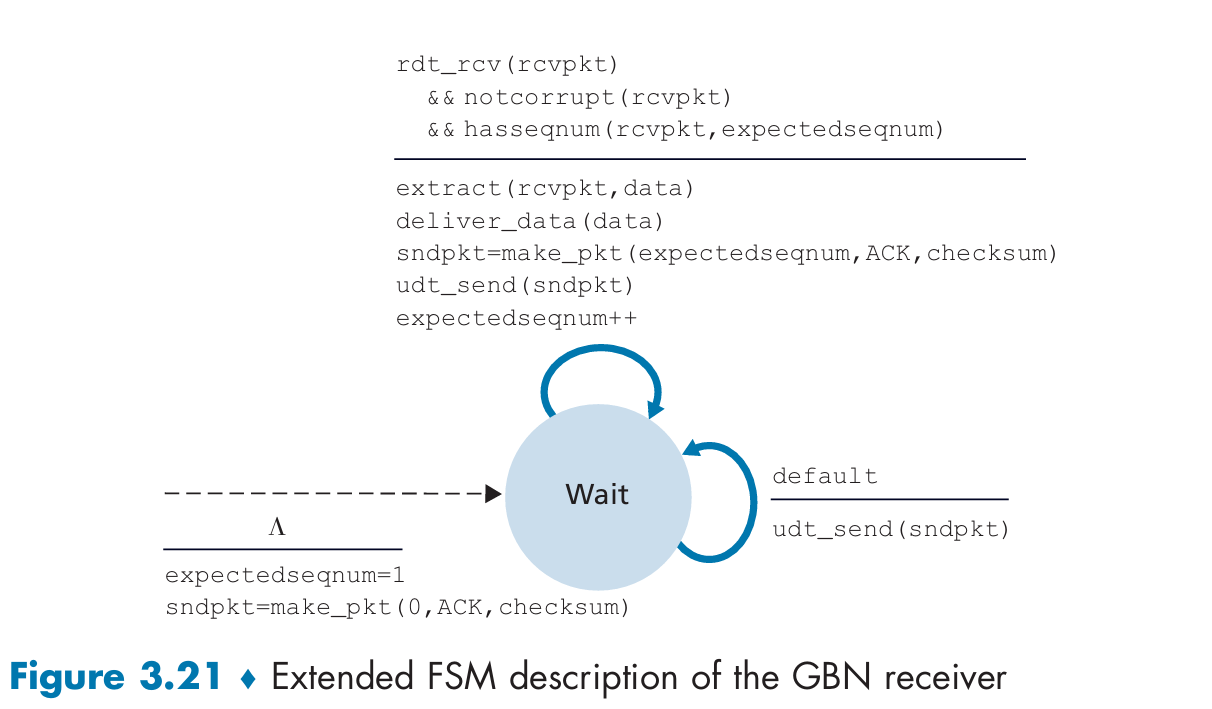 rdt_rcv(rcvpkt)
&& notcorrupt(rcvpkt)
&& hasseqnum(rcvpkt,expectedseqnum)
extract(rcvpkt,data)
deliver_data(data)
sndpkt=make_pkt(expectedseqnum,ACK,checksum)
udt_send(sndpkt)
expectedseqnum++
Wait
default
udt_send(sndpkt)
Λ
expectedseqnum=1
sndpkt=make_pkt(0,ACK,checksum)
Figure 3.21 ♦ Extended FSM description of the GBN receiver